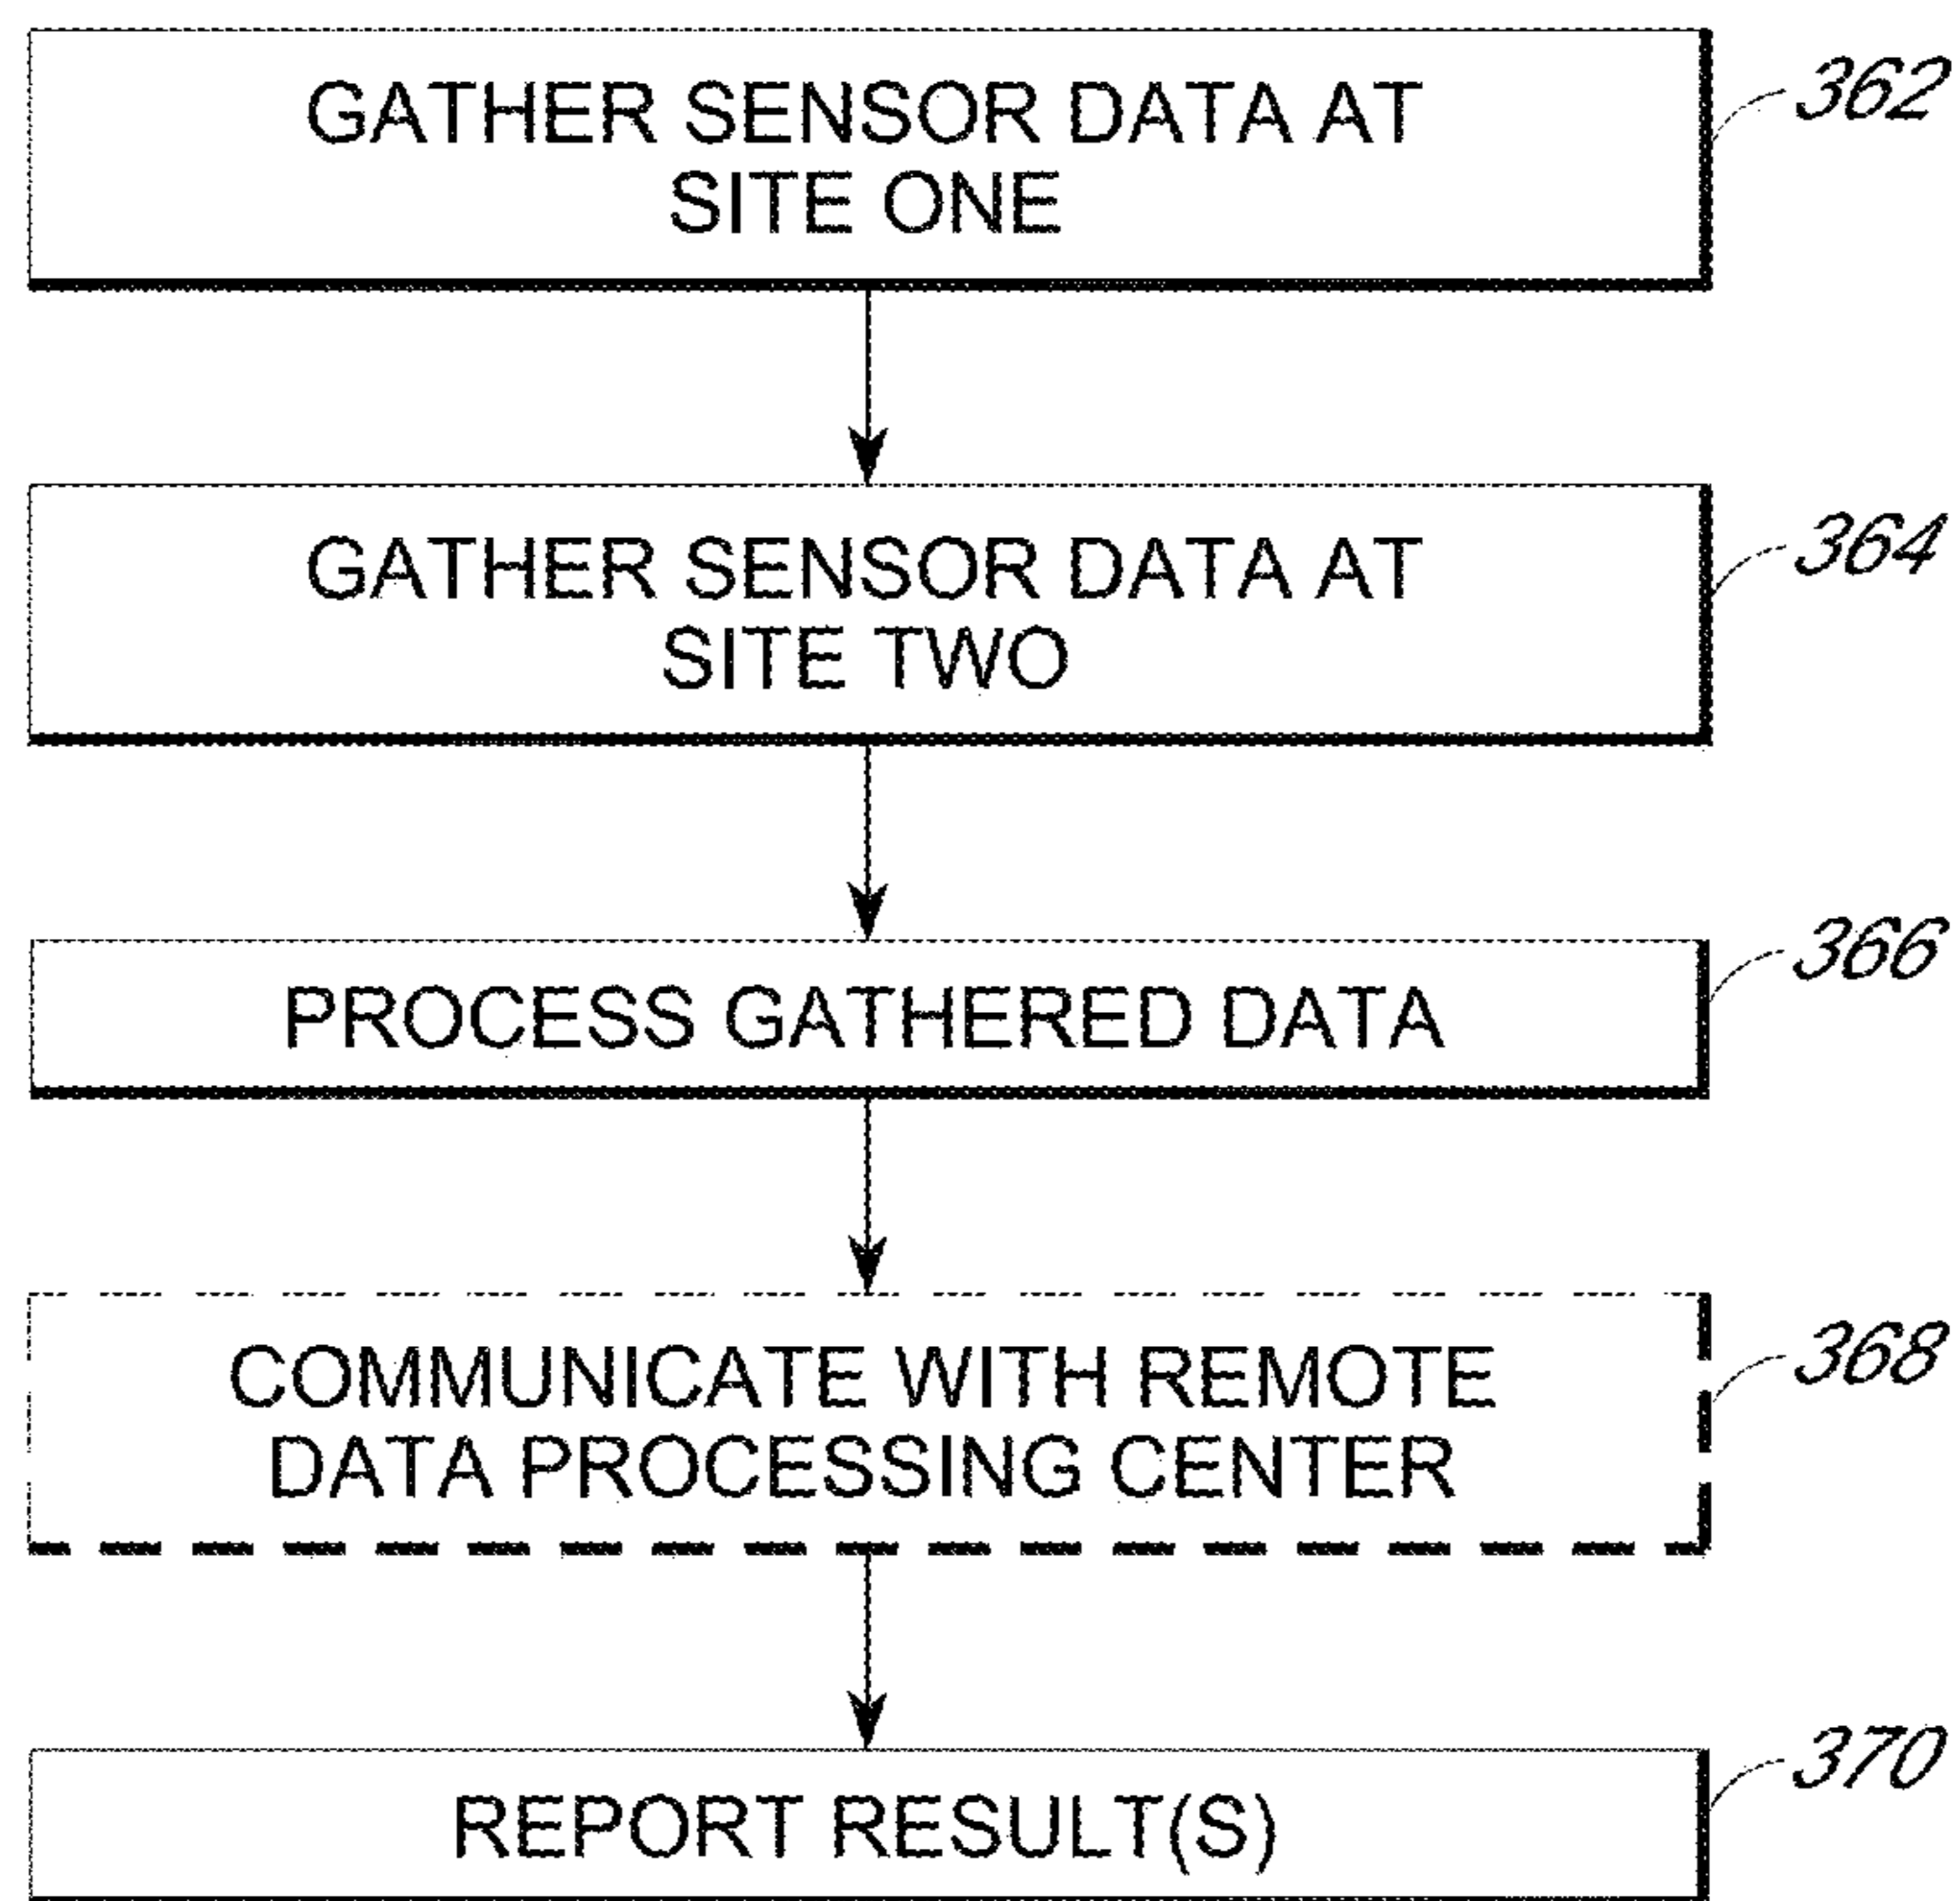 GATHER SENSOR DATA AT
SITE ONE
362
GATHER SENSOR DATA AT
SITE TWO
364
PROCESS GATHERED DATA
366
COMMUNICATE WITH REMOTE
DATA PROCESSING CENTER
368
REPORT RESULT(S)
370